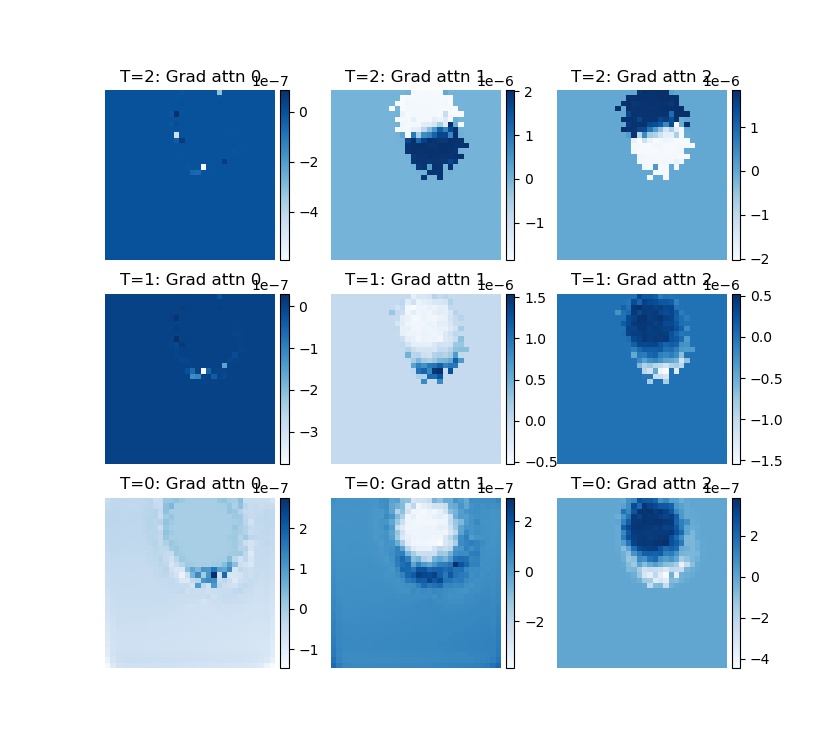 T=2: Grad attn 0
1e−7
0
−2
−4
T=2: Grad attn 1
1e−6
2
1
0
−1
T=2: Grad attn 2
1e−6
1
0
−1
−2
T=1: Grad attn 0
1e−7
0
−1
−2
−3
T=1: Grad attn 1
1e−6
1.5
1.0
0.5
0.0
−0.5
T=1: Grad attn 2
1e−6
0.5
0.0
−0.5
−1.0
−1.5
T=0: Grad attn 0
1e−7
2
1
0
−1
T=0: Grad attn 1
1e−7
2
0
−2
T=0: Grad attn 2
1e−7
2
0
−2
−4